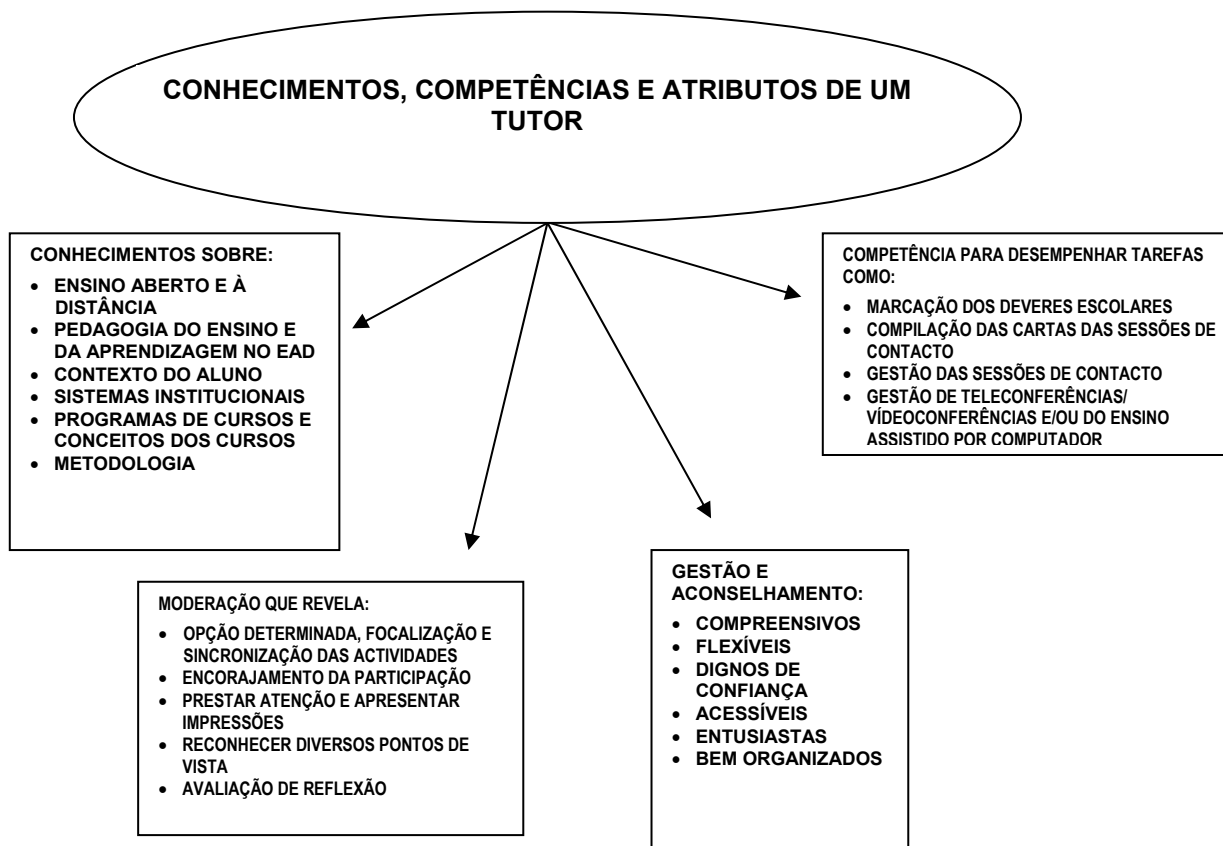 CONHECIMENTOS, COMPETÊNCIAS E ATRIBUTOS DE UM
TUTOR
CONHECIMENTOS SOBRE:
• ENSINO ABERTO E À
DISTÂNCIA
• PEDAGOGIA DO ENSINO E
DA APRENDIZAGEM NO EAD
• CONTEXTO DO ALUNO
• SISTEMAS INSTITUCIONAIS
• PROGRAMAS DE CURSOS E
CONCEITOS DOS CURSOS
• METODOLOGIA
COMPETÊNCIA PARA DESEMPENHAR TAREFAS
COMO:
• MARCAÇÃO DOS DEVERES ESCOLARES
• COMPILAÇÃO DAS CARTAS DAS SESSÕES DE
CONTACTO
• GESTÃO DAS SESSÕES DE CONTACTO
• GESTÃO DE TELECONFERÊNCIAS/
VÍDEOCONFERÊNCIAS E/OU DO ENSINO
ASSISTIDO POR COMPUTADOR
MODERAÇÃO QUE REVELA:
• OPÇÃO DETERMINADA, FOCALIZAÇÃO E
SINCRONIZAÇÃO DAS ACTIVIDADES
• ENCORAJAMENTO DA PARTICIPAÇÃO
• PRESTAR ATENÇÃO E APRESENTAR
IMPRESSÕES
• RECONHECER DIVERSOS PONTOS DE
VISTA
• AVALIAÇÃO DE REFLEXÃO
GESTÃO E
ACONSELHAMENTO:
• COMPREENSIVOS
• FLEXÍVEIS
• DIGNOS DE
CONFIANÇA
• ACESSÍVEIS
• ENTUSIASTAS
• BEM ORGANIZADOS